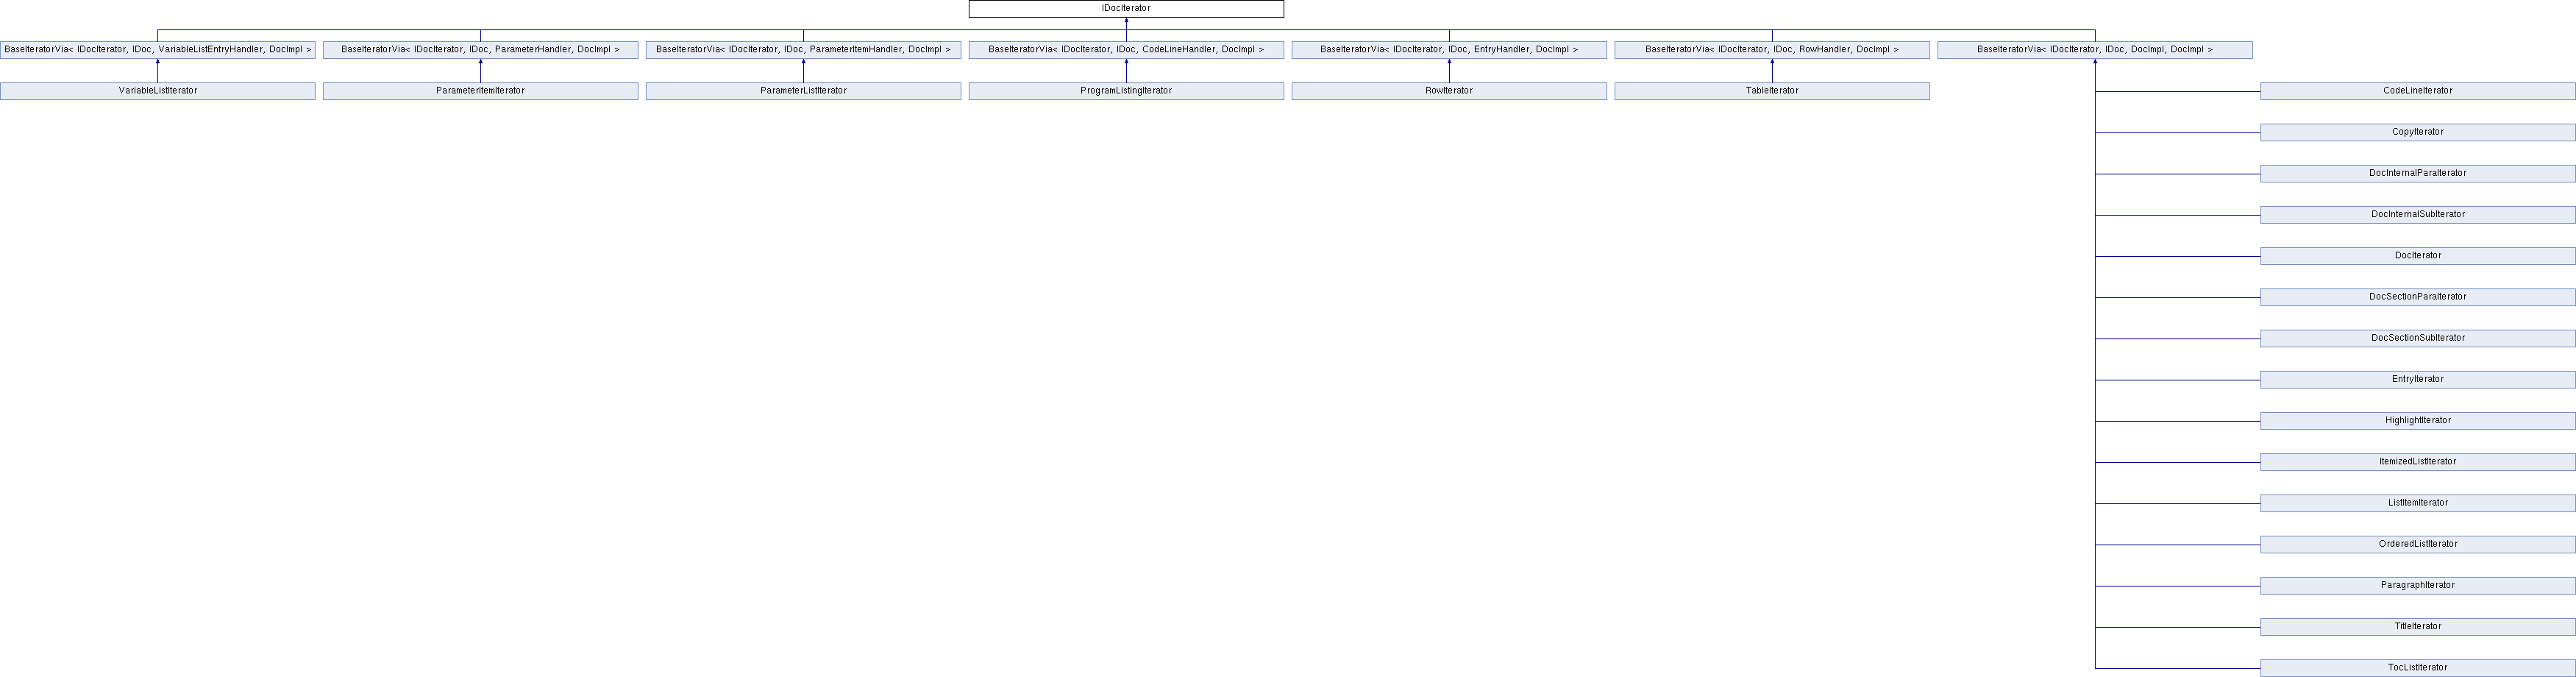 IDocIterator
BaseIteratorVia< IDocIterator, IDoc, VariableListEntryHandler, DocImpl >
BaseIteratorVia< IDocIterator, IDoc, ParameterHandler, DocImpl >
BaseIteratorVia< IDocIterator, IDoc, ParameterItemHandler, DocImpl >
BaseIteratorVia< IDocIterator, IDoc, CodeLineHandler, DocImpl >
BaseIteratorVia< IDocIterator, IDoc, EntryHandler, DocImpl >
BaseIteratorVia< IDocIterator, IDoc, RowHandler, DocImpl >
BaseIteratorVia< IDocIterator, IDoc, DocImpl, DocImpl >
VariableListIterator
ParameterItemIterator
ParameterListIterator
ProgramListingIterator
RowIterator
TableIterator
CodeLineIterator
CopyIterator
DocInternalParaIterator
DocInternalSubIterator
DocIterator
DocSectionParaIterator
DocSectionSubIterator
EntryIterator
HighlightIterator
ItemizedListIterator
ListItemIterator
OrderedListIterator
ParagraphIterator
TitleIterator
TocListIterator